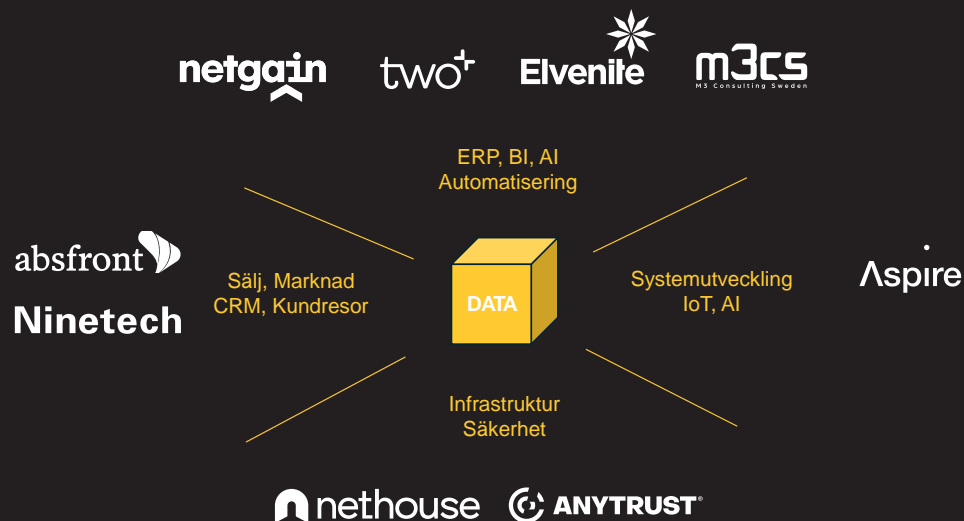 netgain
two+
Elvenite
m3cs
M3 Consulting Sweden
ERP, BI, AI
Automatisering
absfront
Ninetech
Sälj, Marknad
CRM, Kundresor
DATA
Systemutveckling
IoT, AI
Aspire
Infrastruktur
Säkerhet
nethouse
ANYTRUST®